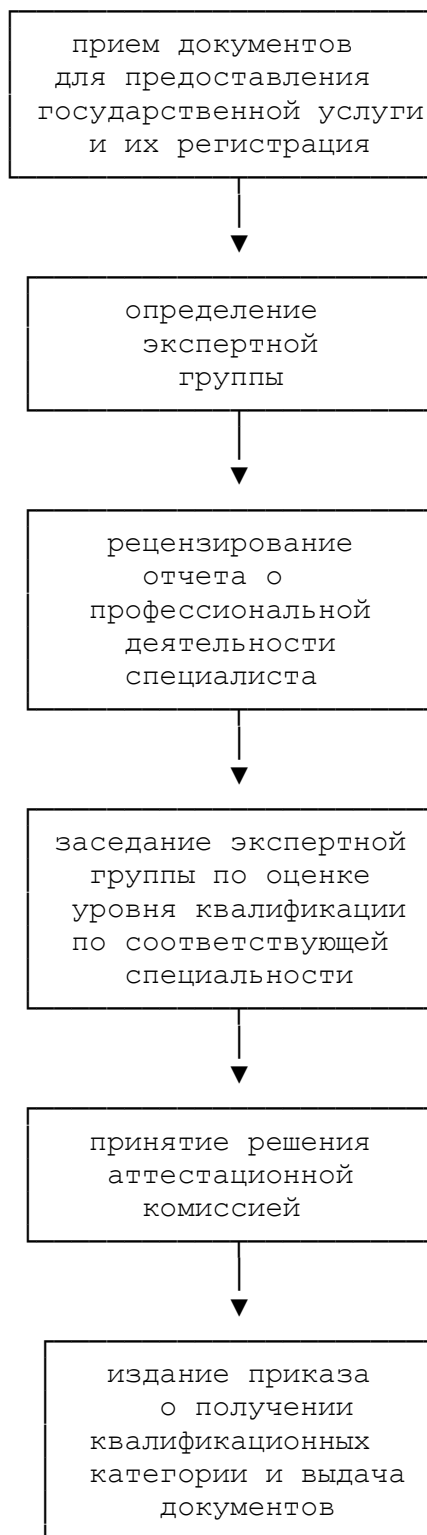 прием документов
для предоставления
государственной услуги
и их регистрация
определение
экспертной
группы
рецензирование
отчета о
профессиональной
деятельности
специалиста
заседание экспертной
группы по оценке
уровня квалификации
по соответствующей
специальности
принятие решения
аттестационной
комиссией
издание приказа
о получении
квалификационных
категории и выдача
документов